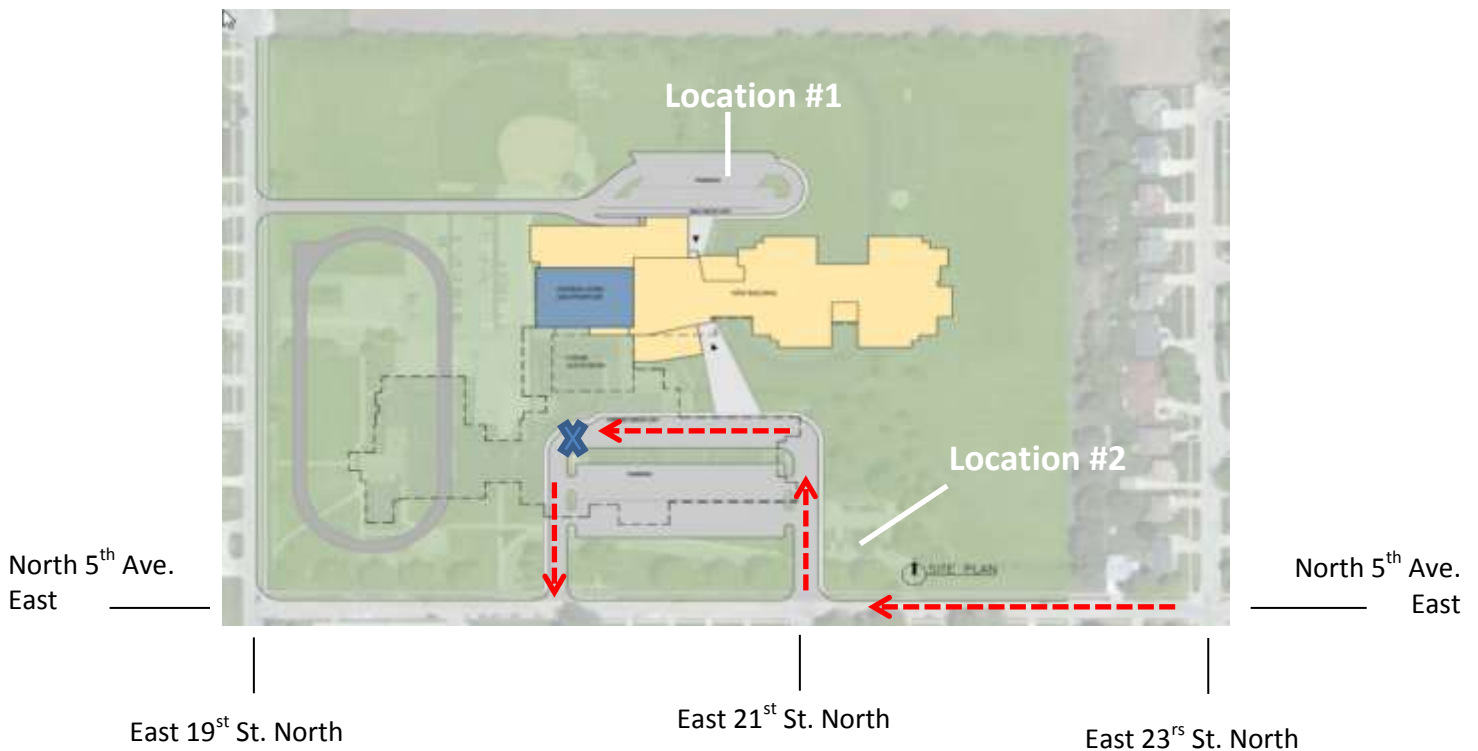 Location #1
Location #2
SITE PLAN
North 5th Ave.
East
North 5th Ave.
East
East 19st St. North
East 21st St. North
East 23rs St. North